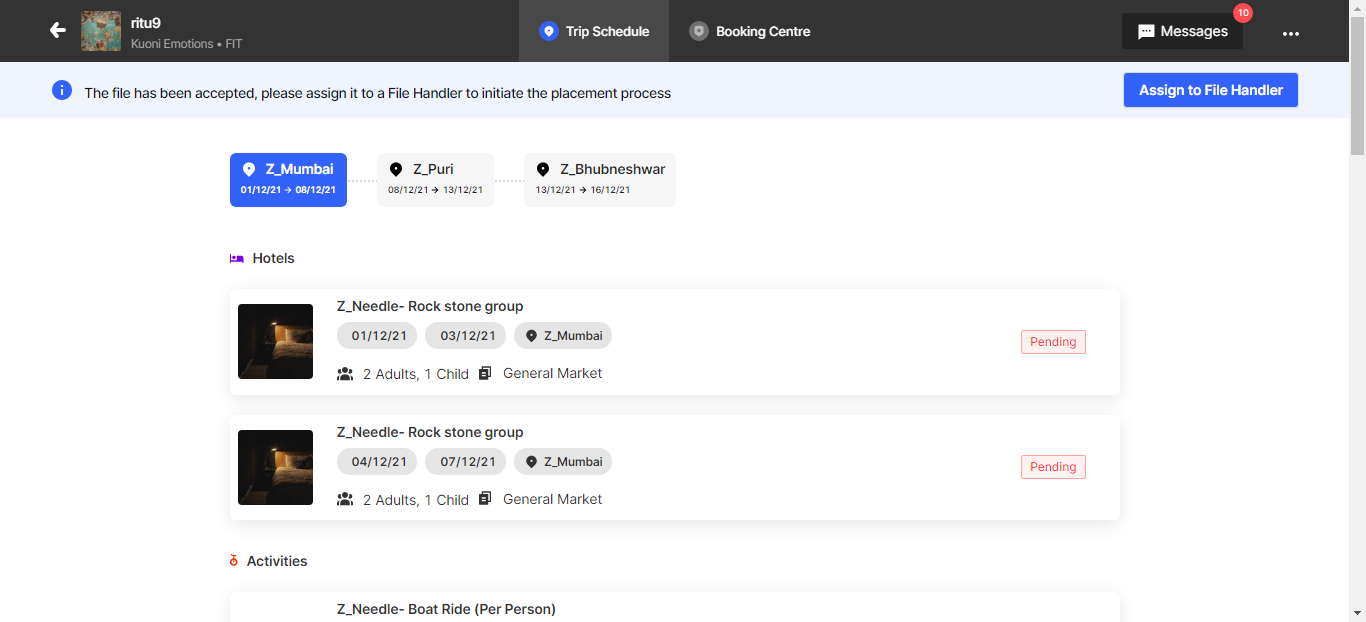 ritu9
Kuoni Emotions • FIT
Trip Schedule
Booking Centre
Messages
10
The file has been accepted, please assign it to a File Handler to initiate the placement process
Assign to File Handler
Z_Mumbai
01/12/21 → 08/12/21
Z_Puri
08/12/21 → 13/12/21
Z_Bhubneshwar
13/12/21 → 16/12/21
Hotels
Z_Needle- Rock stone group
01/12/21 03/12/21 Z_Mumbai
2 Adults, 1 Child General Market
Pending
Z_Needle- Rock stone group
04/12/21 07/12/21 Z_Mumbai
2 Adults, 1 Child General Market
Pending
Activities
Z_Needle- Boat Ride (Per Person)